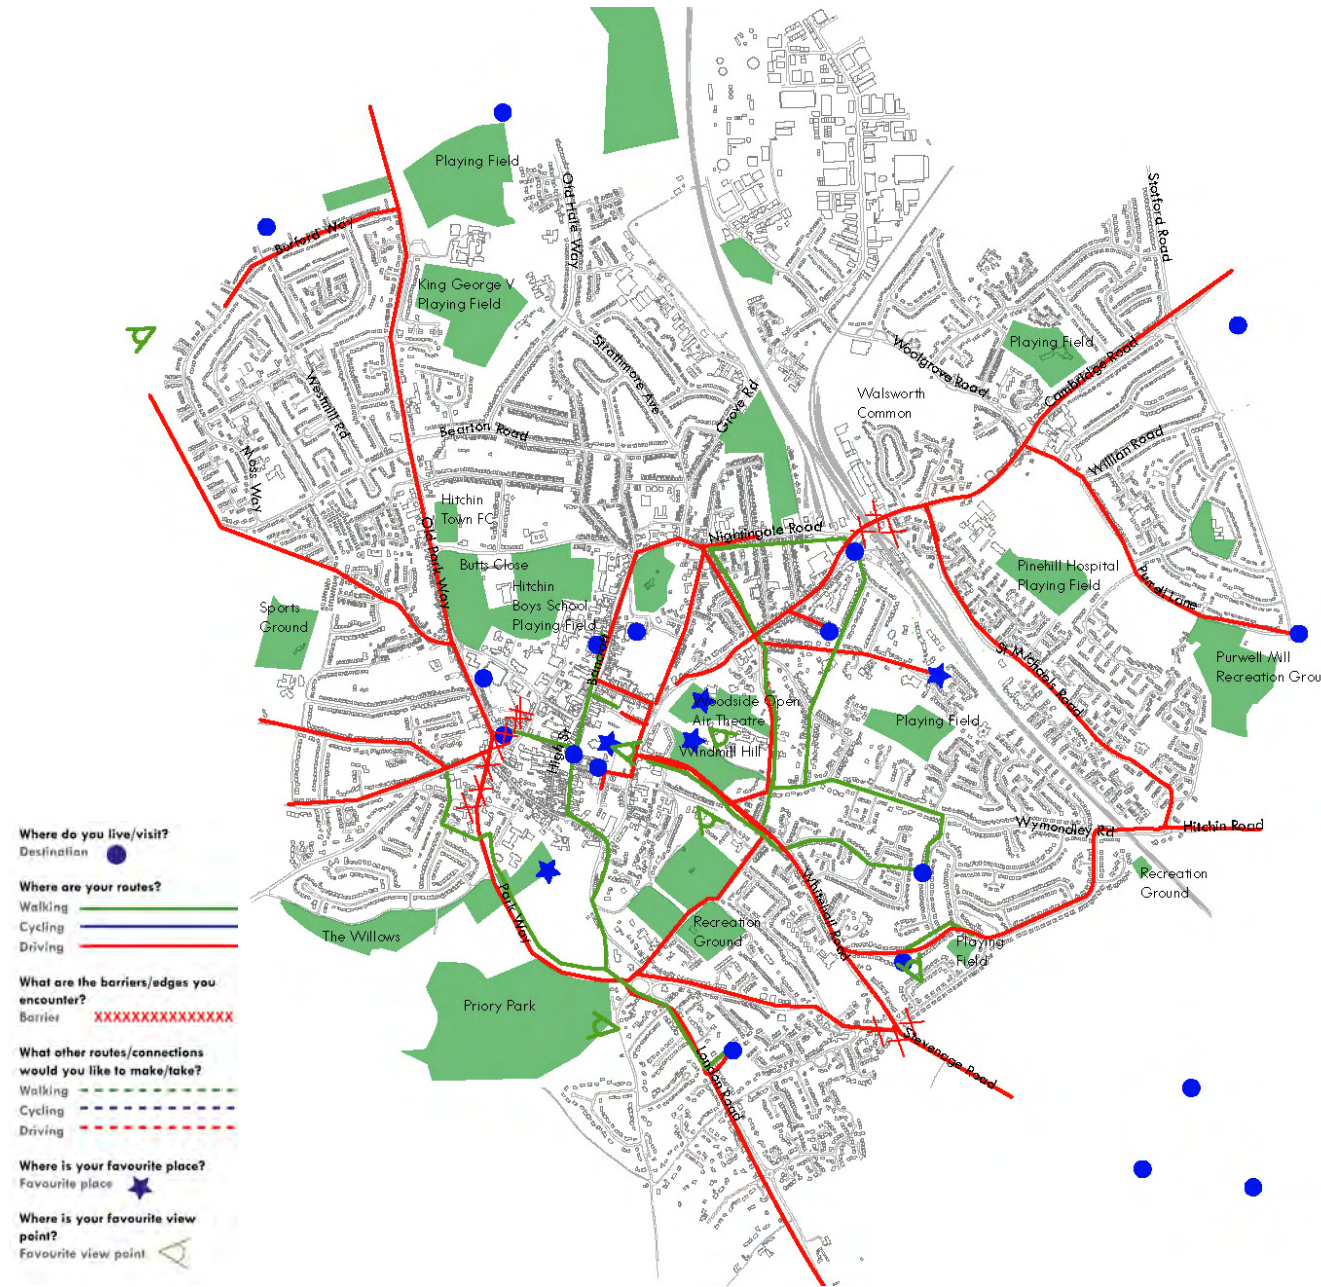 Playing Field
Old Hale Way
Stotford Road
Burford Way
King George V
Playing Field
Strathmore Ave
Woolgrove Road
Playing Field
Cambridge Road
Westmill Rd
Grove Rd
Walsworth
Common
Bearton Road
Moss Way
Willian Road
Hitchin
Town FC
Old Park Way
Nightingale Road
Butts Close
Hitchin
Boys School
Playing Field
Pinehill Hospital
Playing Field
Purwell Lane
Sports
Ground
Bancroft
St Michaels Road
Purwell Mill
Recreation Grou
Woodside Open
Air Theatre
Playing Field
High St
Windmill Hill
Wymondley Rd
Hitchin Road
Recreation
Ground
Whitehall Road
Park Way
The Willows
Recreation
Ground
Playing
Field
Priory Park
Stevenage Road
London Road
Where do you live/visit?
Destination
Where are your routes?
Walking
Cycling
Driving
What are the barriers/edges you
encounter?
Barrier XXXXXXXXXXXXXXX
What other routes/connections
would you like to make/take?
Walking
Cycling
Driving
Where is your favourite place?
Favourite place
Where is your favourite view
point?
Favourite view point